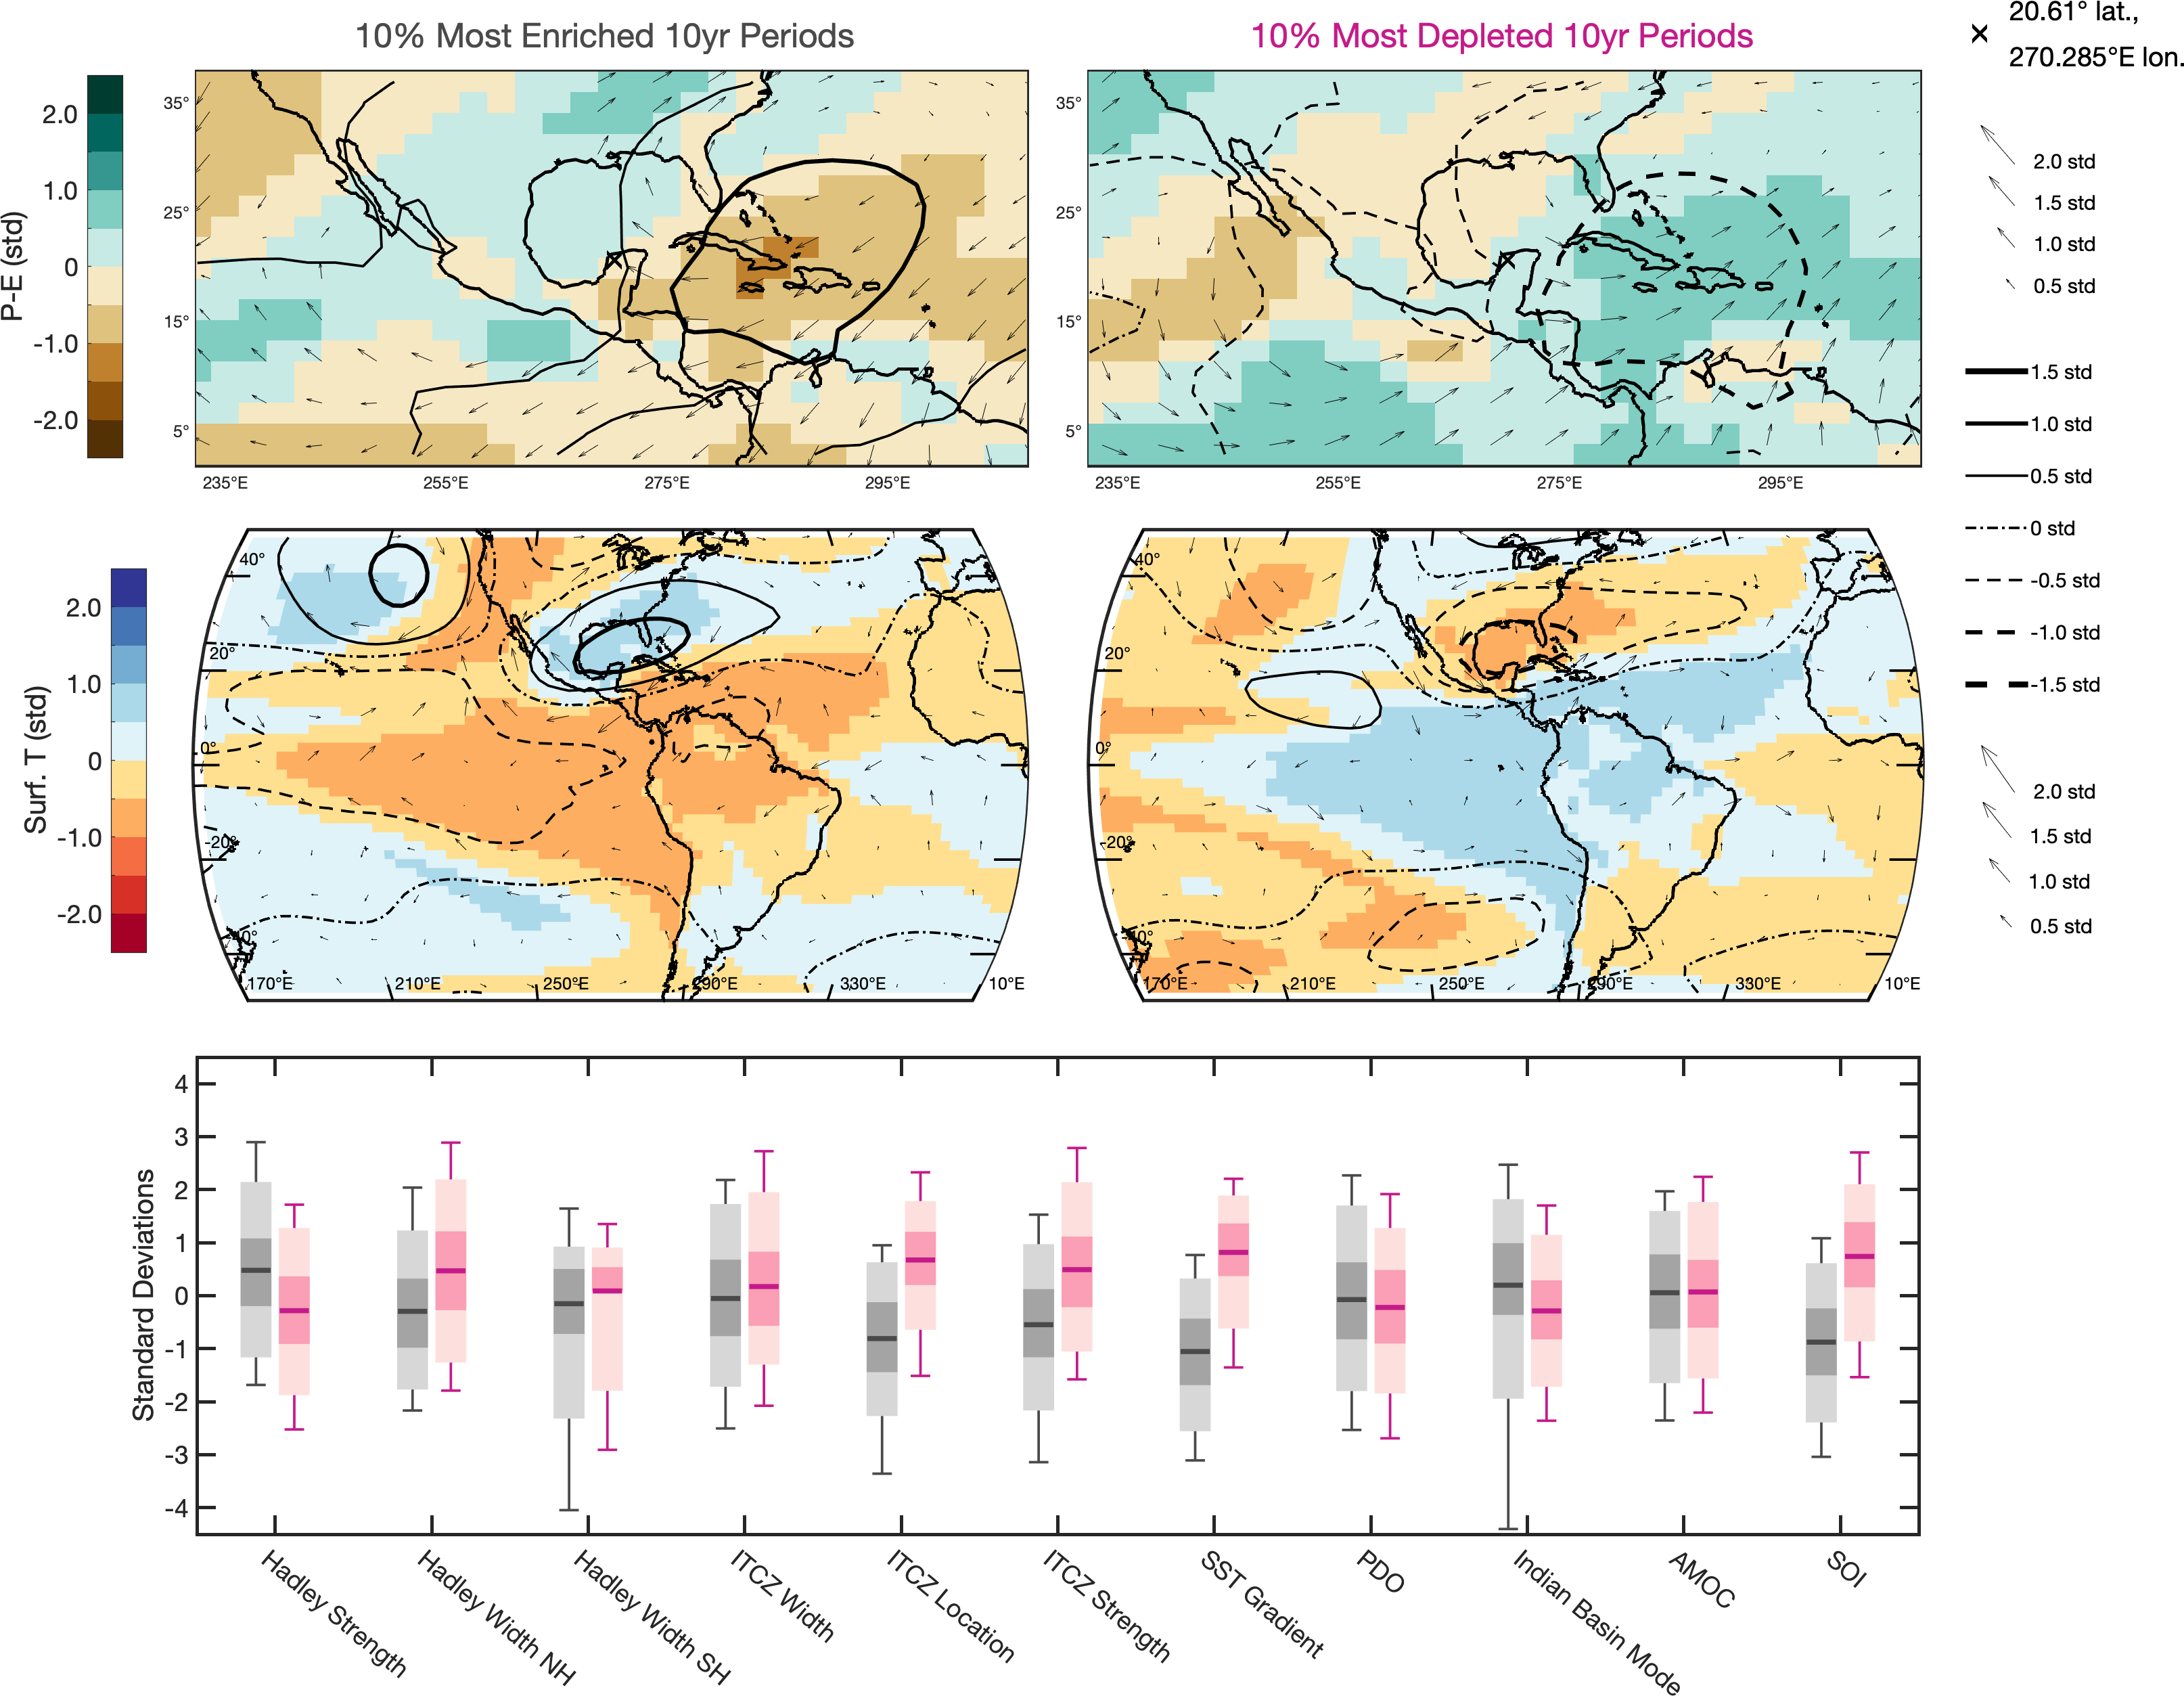 10% Most Enriched 10yr Periods
10% Most Depleted 10yr Periods
20.61° lat.,
270.285°E lon.
P-E (std)
2.0
1.0
0
-1.0
-2.0
35°
25°
15°
5°
235°E
255°E
275°E
295°E
35°
25°
15°
5°
235°E
255°E
275°E
295°E
2.0 std
1.5 std
1.0 std
0.5 std
1.5 std
1.0 std
0.5 std
0 std
-0.5 std
-1.0 std
-1.5 std
2.0 std
1.5 std
1.0 std
0.5 std
Surf. T (std)
2.0
1.0
0
-1.0
-2.0
40°
20°
0°
-20°
-40°
170°E
210°E
250°E
290°E
330°E
10°E
40°
20°
0°
-20°
-40°
170°E
210°E
250°E
290°E
330°E
10°E
Standard Deviations
4
3
2
1
0
-1
-2
-3
-4
Hadley Strength
Hadley Width NH
Hadley Width SH
ITCZ Width
ITCZ Location
ITCZ Strength
SST Gradient
PDO
Indian Basin Mode
AMOC
SOI